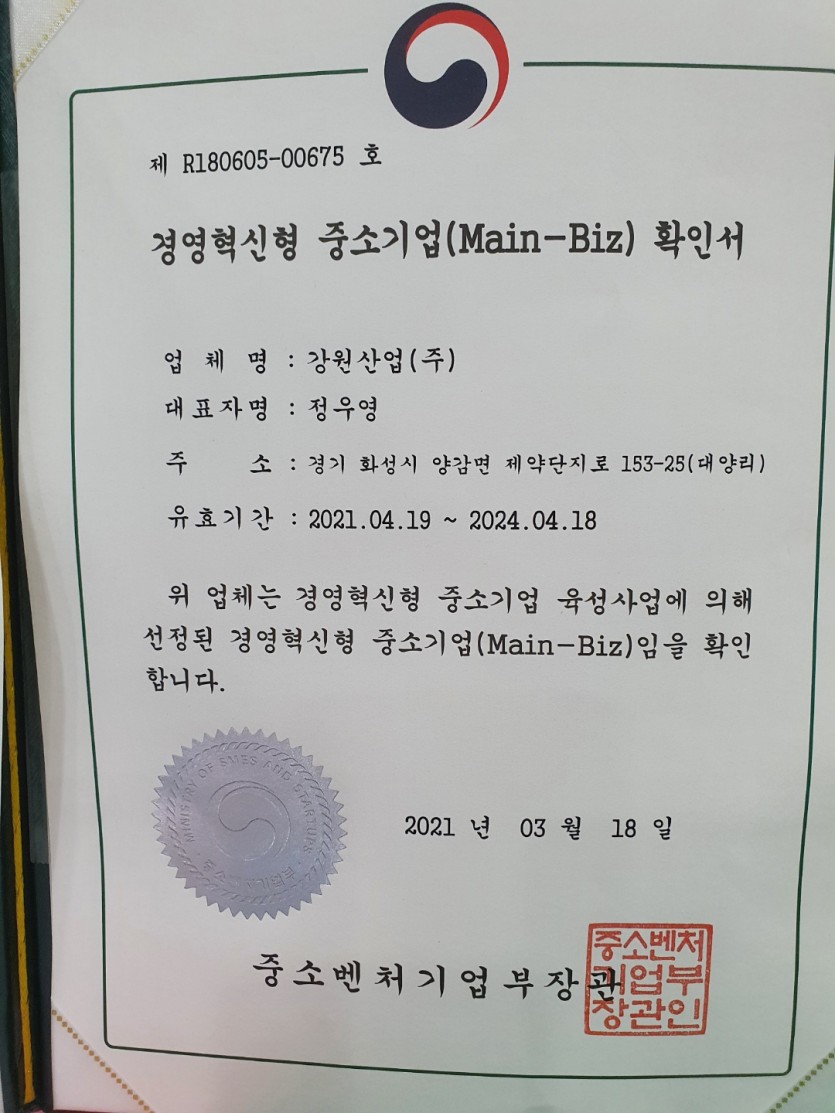 제 R180605-00675 호
경영혁신형 중소기업(Main-Biz) 확인서
업 체 명 : 강원산업(주)
대표자명 : 정우영
주 소 : 경기 화성시 양감면 제약단지로 153-25(대양리)
유효기간 : 2021.04.19 ~ 2024.04.18
위 업체는 경영혁신형 중소기업 육성사업에 의해
선정된 경영혁신형 중소기업(Main-Biz)임을 확인
합니다.
MINISTRY OF SMES AND STARTUPS
2021 년 03 월 18 일
중소벤처기업부장관
중소벤처
기업부
장관인